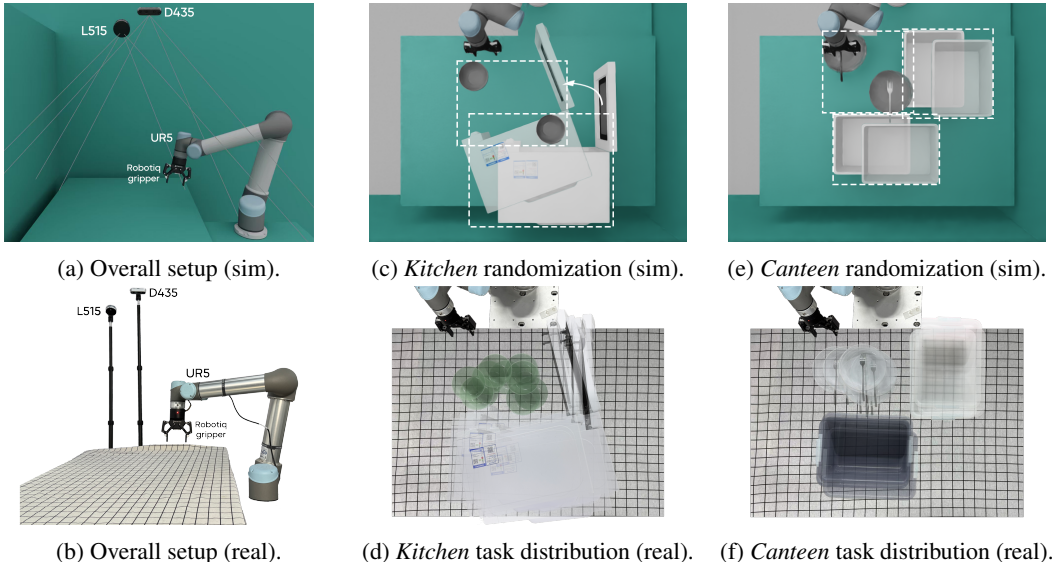 D435
L515
UR5
Robotiq
gripper
(a) Overall setup (sim).
(c) Kitchen randomization (sim).
(e) Canteen randomization (sim).
D435
L515
UR5
Robotiq
gripper
(b) Overall setup (real).
(d) Kitchen task distribution (real).
(f) Canteen task distribution (real).